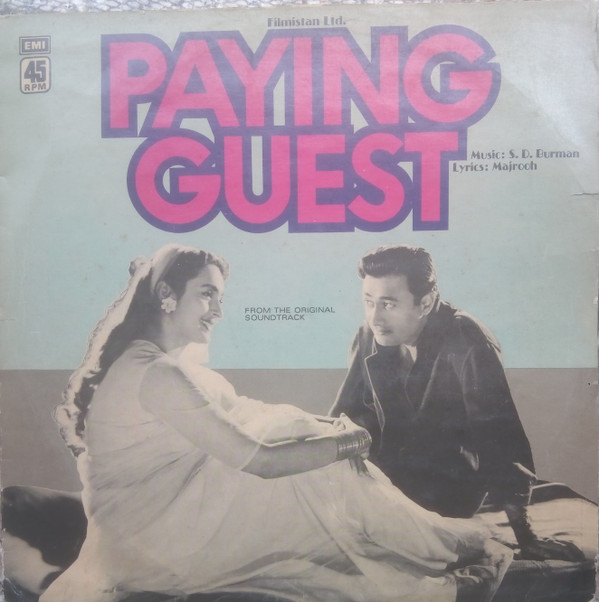 Filmistan Ltd.
EMI
45
RPM
PAYING
GUEST
Music: S. D. Burman
Lyrics: Majrooh
FROM THE ORIGINAL
SOUNDTRACK